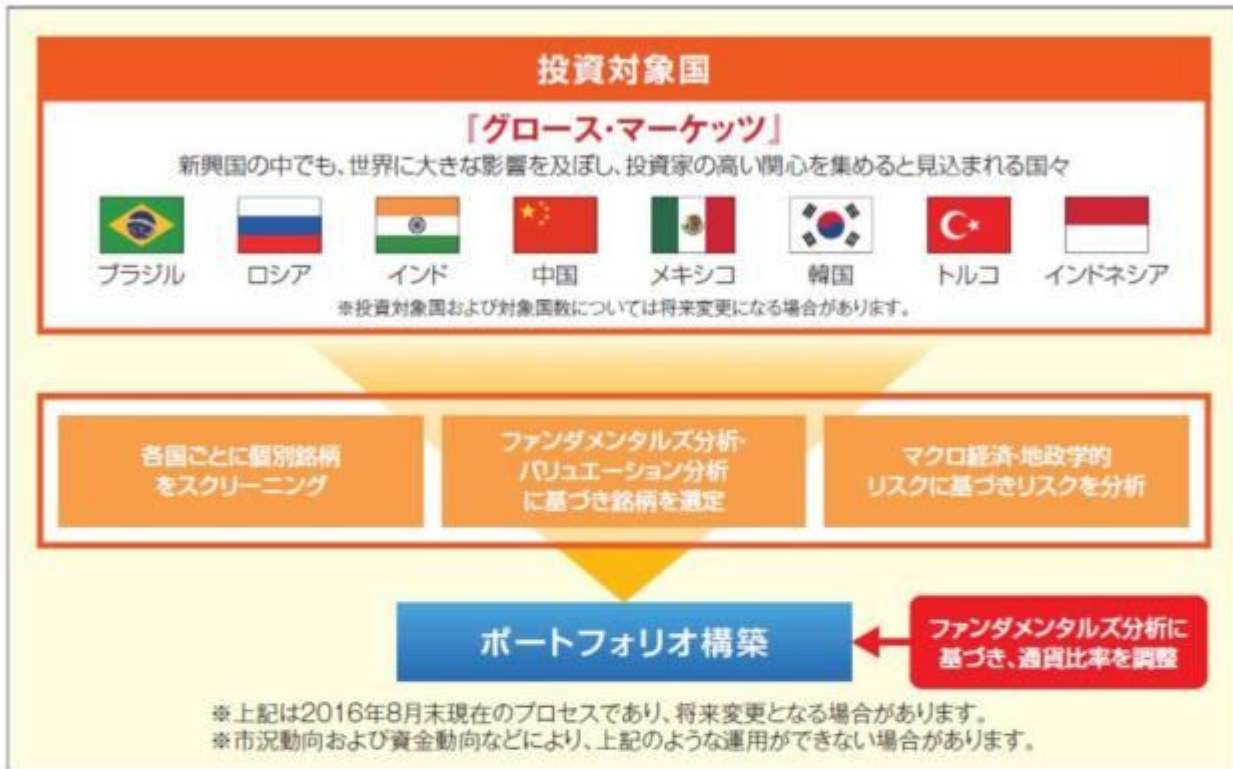 投資対象国
『グロース・マーケッツ』
新興国の中でも、世界に大きな影響を及ぼし、投資家の高い関心を集めると見込まれる国々
ブラジル ロシア インド 中国 メキシコ 韓国 トルコ インドネシア
※投資対象国および対象国数については将来変更になる場合があります。
各国ごとに個別銘柄
をスクリーニング
ファンダメンタルズ分析・
バリュエーション分析
に基づき銘柄を選定
マクロ経済・地政学的
リスクに基づきリスクを分析
ポートフォリオ構築
ファンダメンタルズ分析に
基づき、通貨比率を調整
※上記は2016年8月末現在のプロセスであり、将来変更となる場合があります。
※市況動向および資金動向などにより、上記のような運用ができない場合があります。